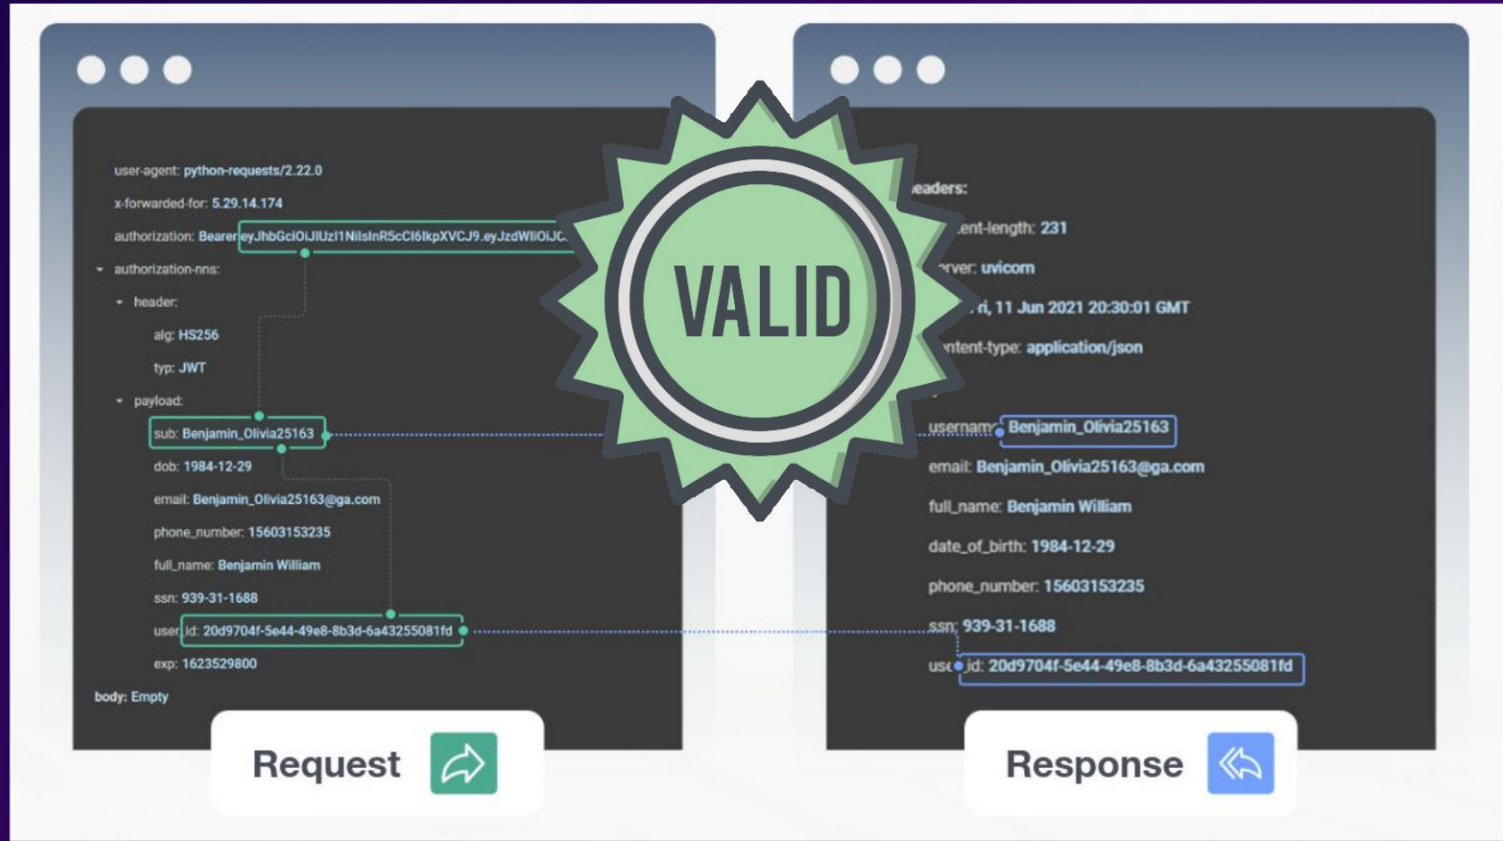 user-agent: python-requests/2.22.0
x-forwarded-for: 5.29.14.174
authorization: Bearer eyJhbGciOiJIUzI1NiIsInR5cCI6IkpXVCJ9.eyJzdWIiOiJC
authorization-nns:
header:
alg: HS256
typ: JWT
payload:
sub: Benjamin_Olivia25163
dob: 1984-12-29
email: Benjamin_Olivia25163@ga.com
phone_number: 15603153235
full_name: Benjamin William
ssn: 939-31-1688
user_id: 20d9704f-5e44-49e8-8b3d-6a43255081fd
exp: 1623529800
body: Empty
Request
VALID
eaders:
ent-length: 231
rver: uvicorn
ri, 11 Jun 2021 20:30:01 GMT
ntent-type: application/json
username: Benjamin_Olivia25163
email: Benjamin_Olivia25163@ga.com
full_name: Benjamin William
date_of_birth: 1984-12-29
phone_number: 15603153235
ssn: 939-31-1688
user_id: 20d9704f-5e44-49e8-8b3d-6a43255081fd
Response